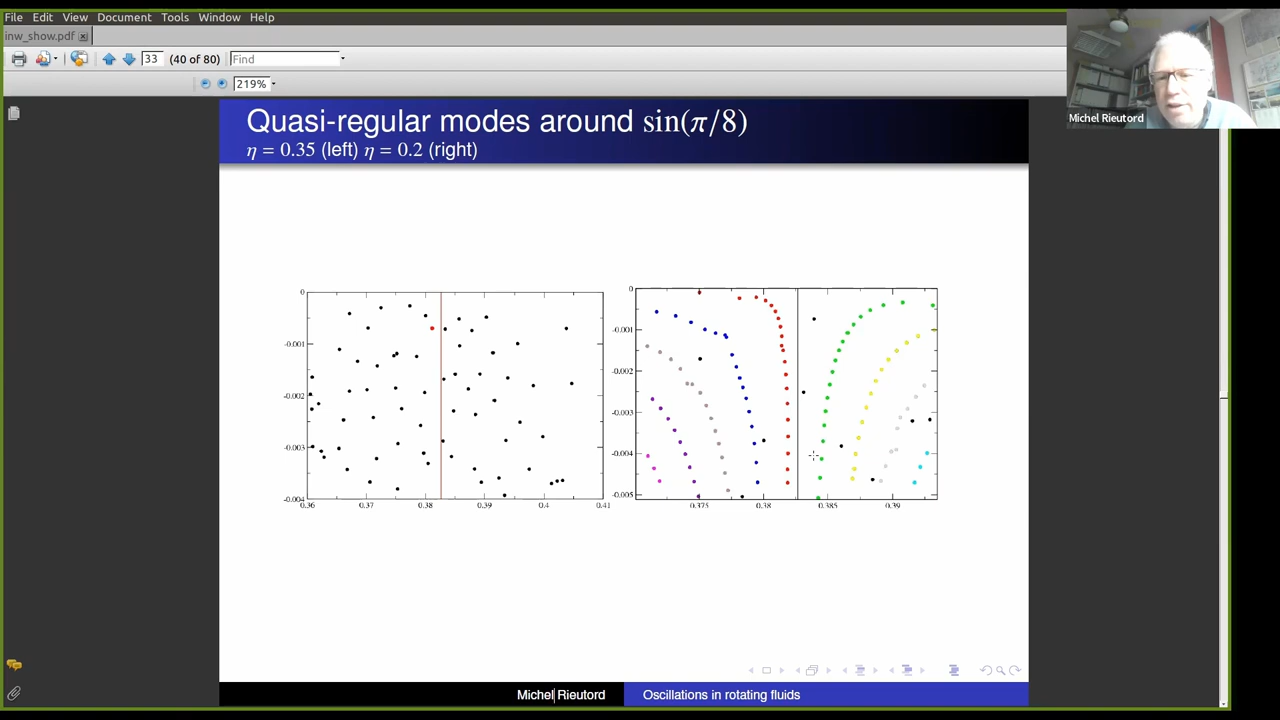 File Edit View Document Tools Window Help
inw_show.pdf
33 (40 of 80) Find
219%
Michel Rieutord
Quasi-regular modes around sin(π/8)
η = 0.35 (left) η = 0.2 (right)
0
-0.001
-0.002
-0.003
-0.004
0.36 0.37 0.38 0.39 0.4 0.41
0
-0.001
-0.002
-0.003
-0.004
-0.005
0.375 0.38 0.385 0.39
Michel Rieutord Oscillations in rotating fluids